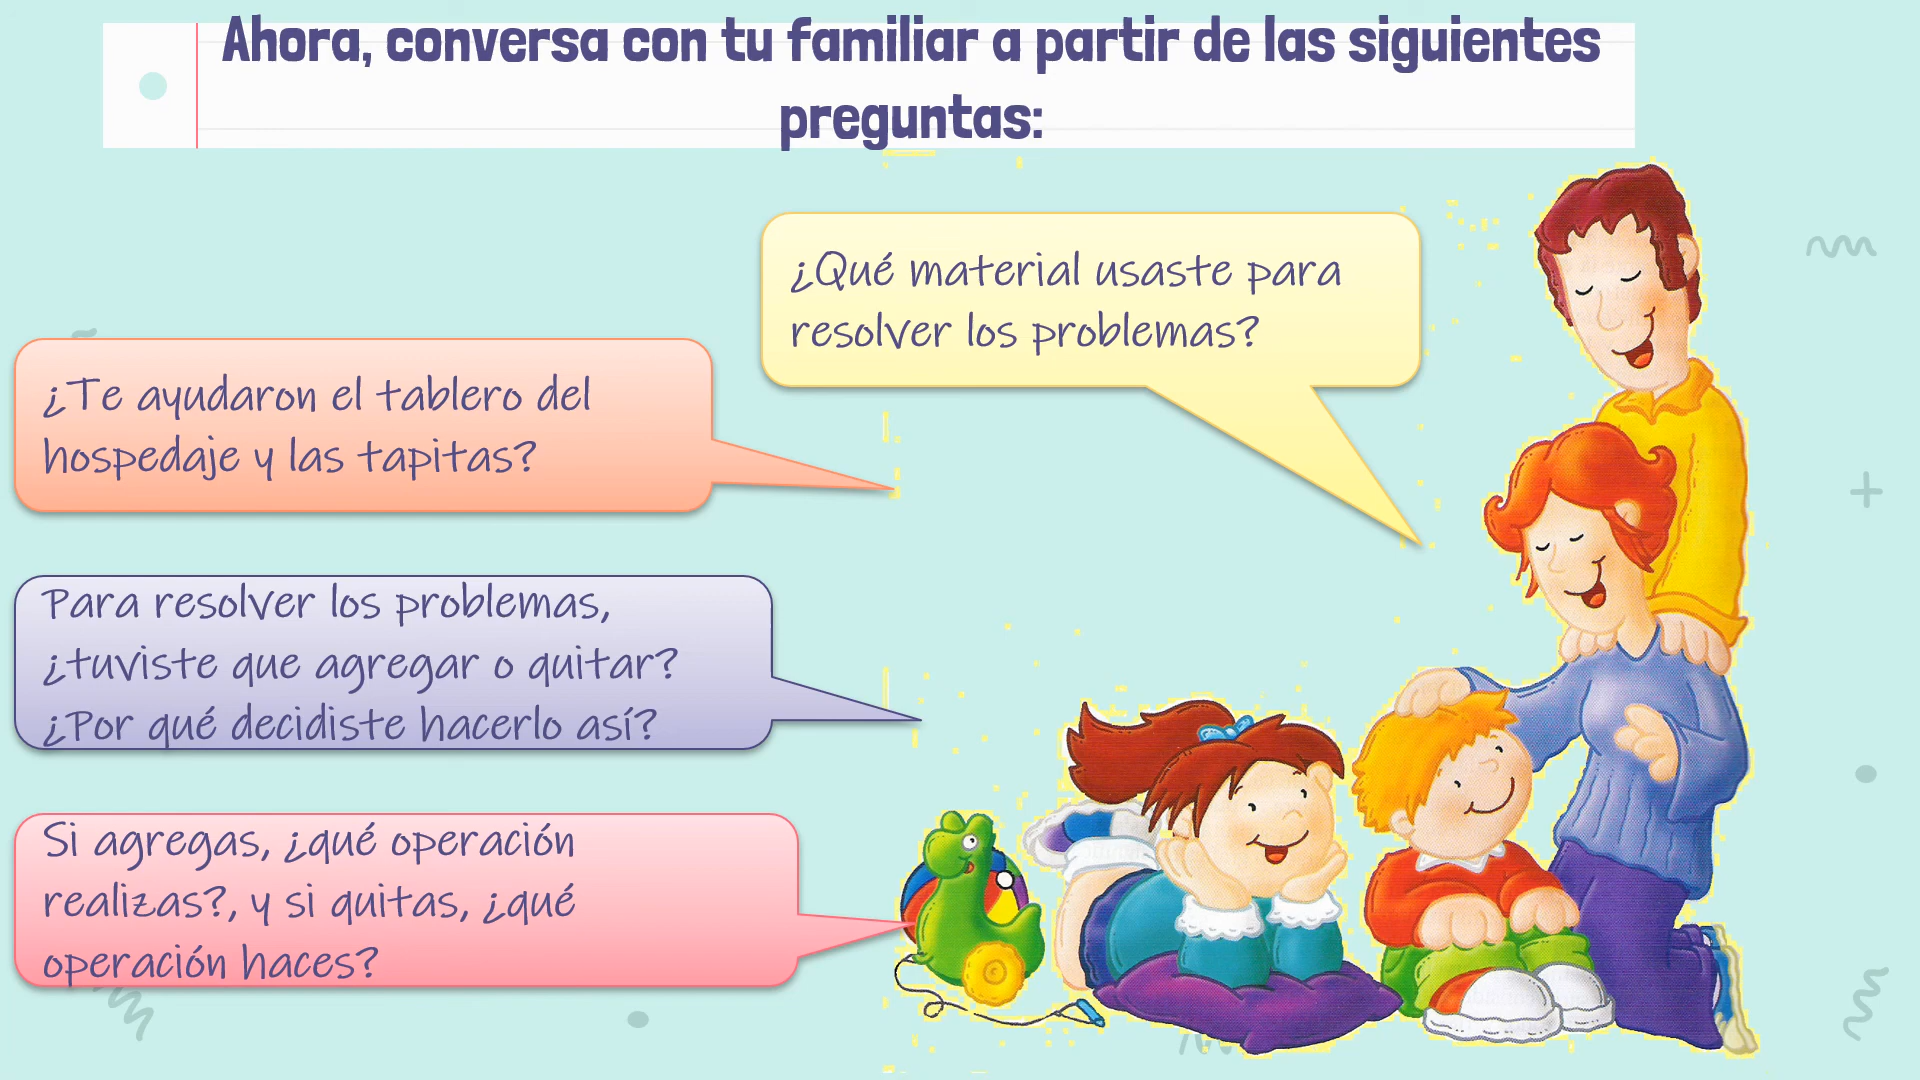 Ahora, conversa con tu familiar a partir de las siguientes
preguntas:
¿Qué material usaste para
resolver los problemas?
¿Te ayudaron el tablero del
hospedaje y las tapitas?
Para resolver los problemas,
¿tuviste que agregar o quitar?
¿Por qué decidiste hacerlo así?
Si agregas, ¿qué operación
realizas?, y si quitas, ¿qué
operación haces?